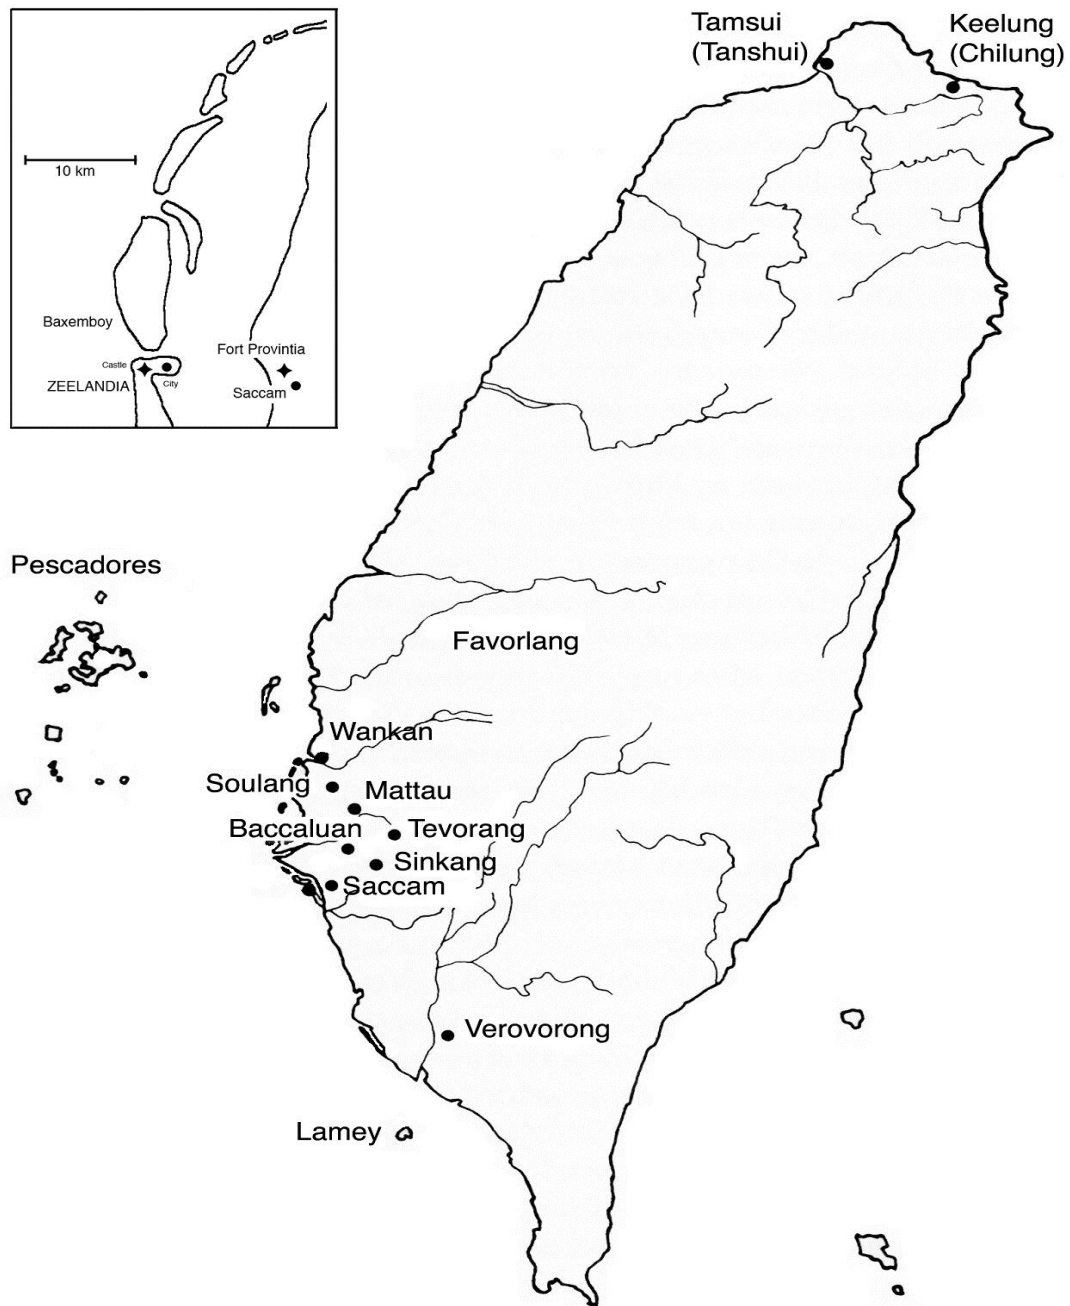 Tamsui
(Tanshui)
Keelung
(Chilung)
10 km
Baxemboy
Fort Provintia
Castle
City
ZEELANDIA
Saccam
Pescadores
Favorlang
Wankan
Soulang
Mattau
Baccaluan
Tevorang
Sinkang
Saccam
Verovorong
Lamey